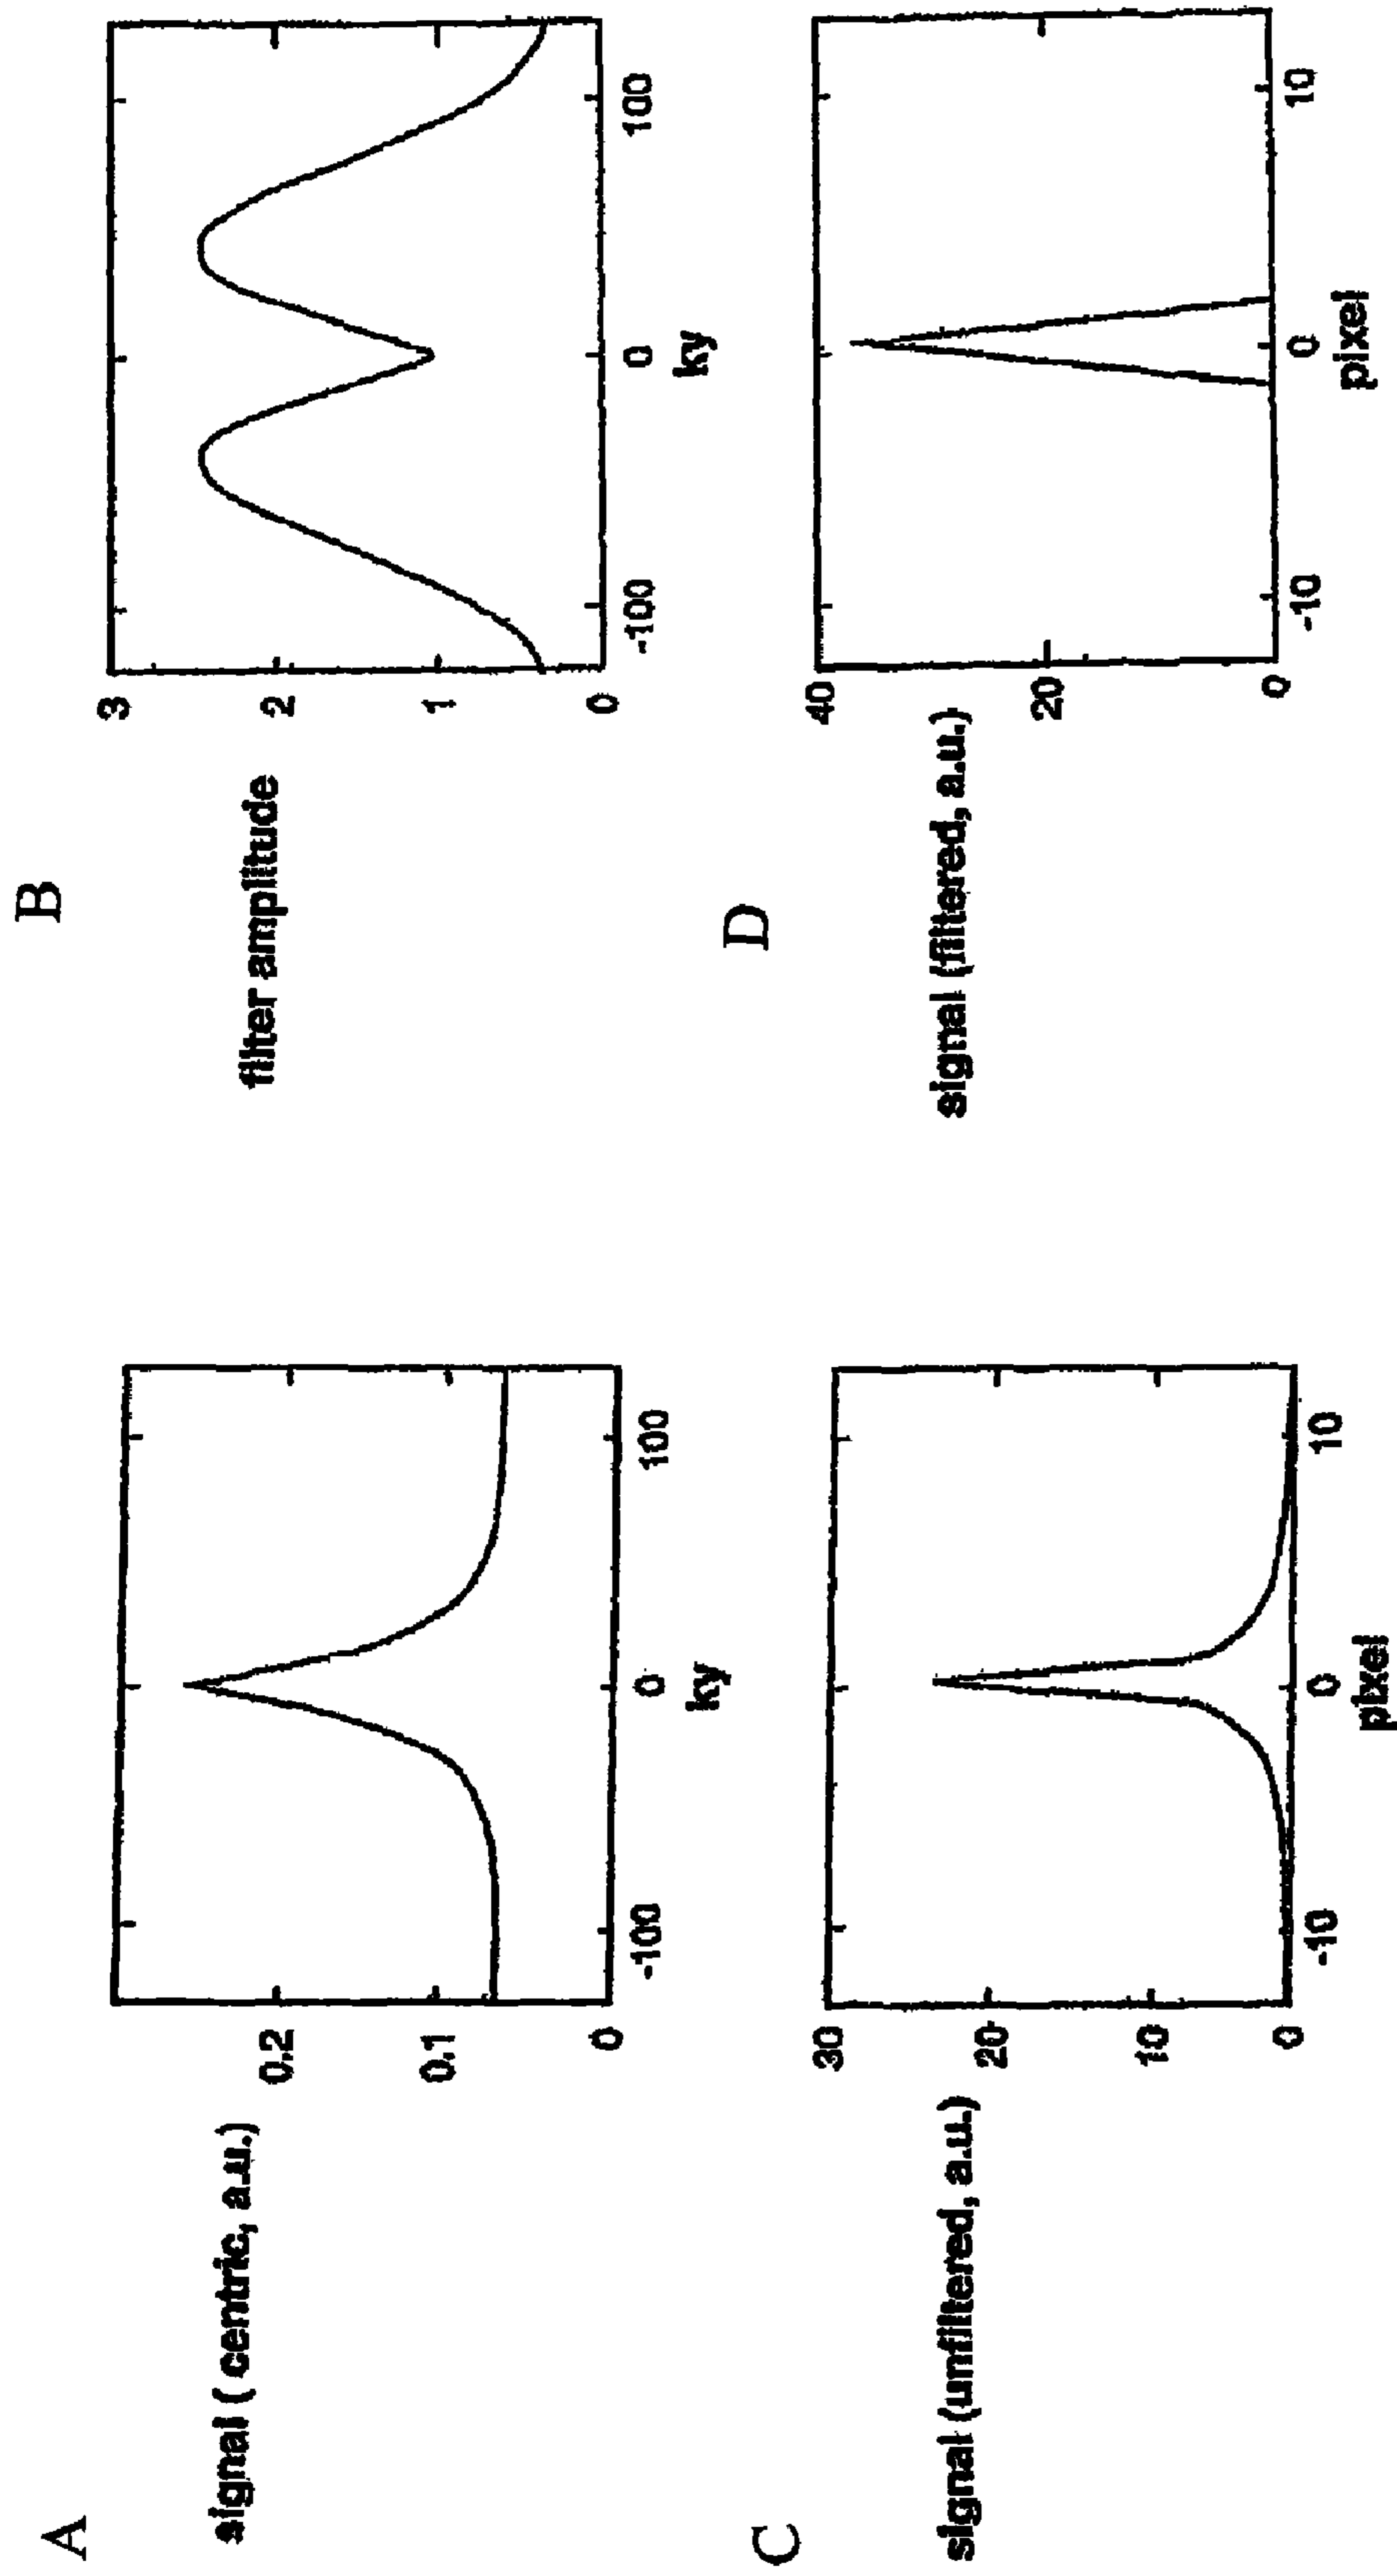 A
signal ( centric, a.u.)
0.2
0.1
0
-100
0
100
ky
B
filter amplitude
3
2
1
0
-100
0
100
ky
C
signal (unfiltered, a.u.)
30
20
10
0
-10
0
10
pixel
D
signal (filtered, a.u.)
40
20
0
-10
0
10
pixel